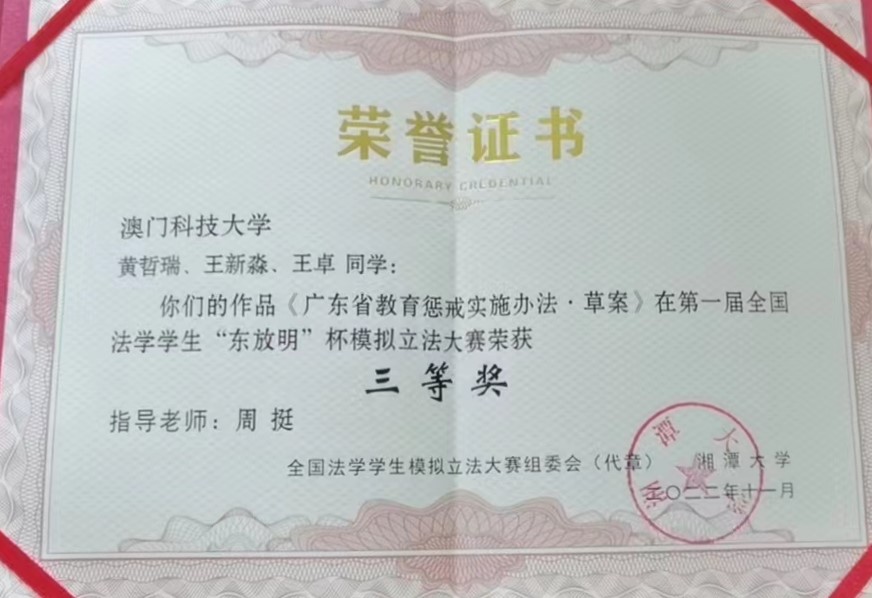 荣誉证书
HONORARY CREDENTIAL
澳门科技大学
黄哲瑞、王新淼、王卓 同学：
你们的作品《广东省教育惩戒实施办法·草案》在第一届全国
法学学生“东放明”杯模拟立法大赛荣获
三等奖
指导老师：周 挺
全国法学学生模拟立法大赛组委会（代章） 湘潭大学
二〇二二年十一月
湘潭大学